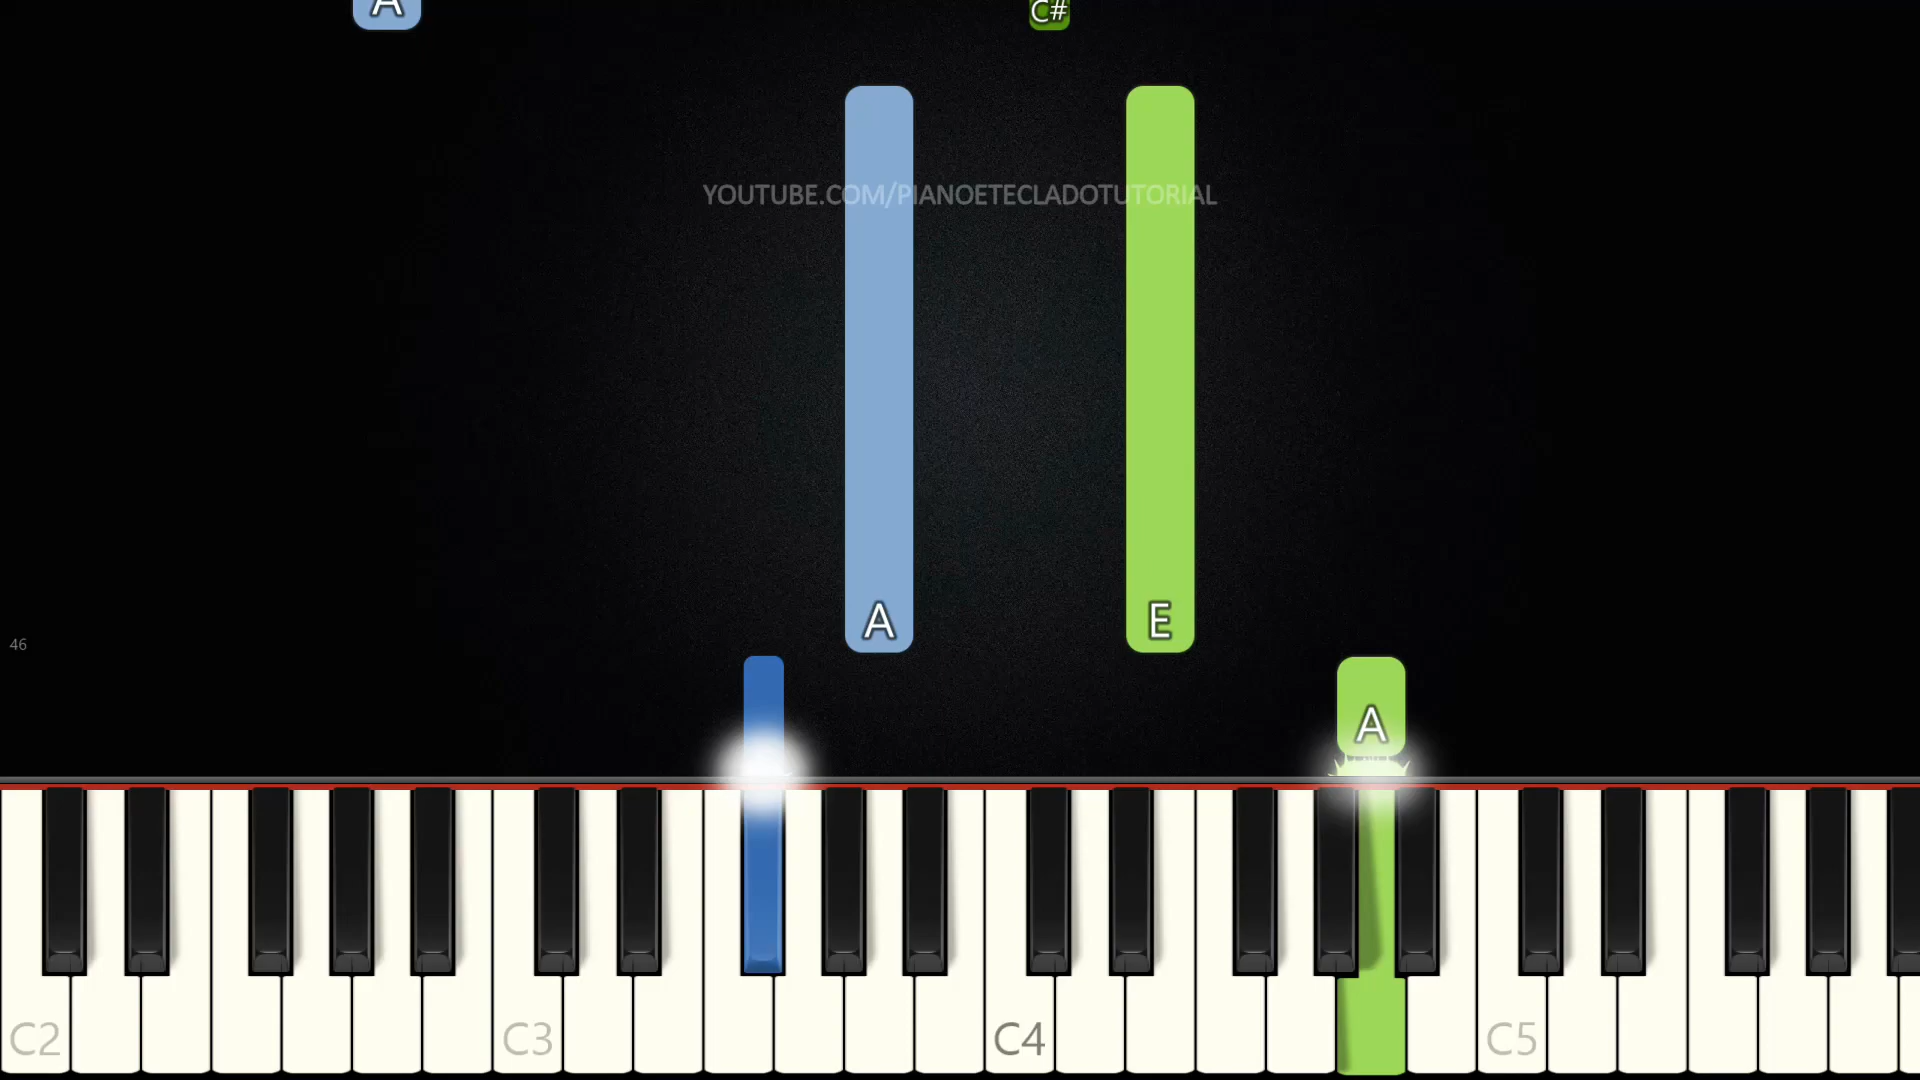 A C#
YOUTUBE.COM/PIANOETECLADOTUTORIAL
A E
46
A
C2 C3 C4 C5